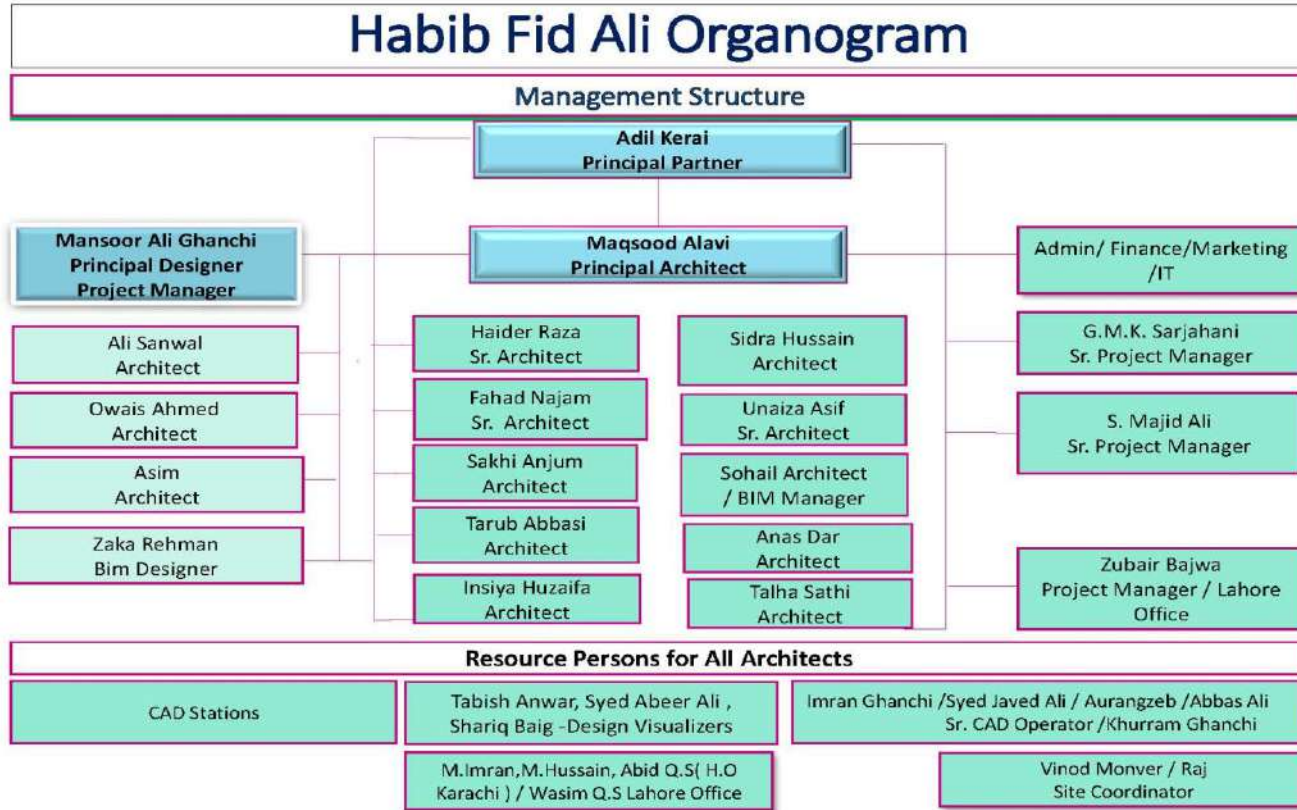 Habib Fid Ali Organogram
Management Structure
Adil Kerai
Principal Partner
Mansoor Ali Ghanchi
Principal Designer
Project Manager
Maqsood Alavi
Principal Architect
Admin/ Finance/Marketing
/IT
Ali Sanwal
Architect
Owais Ahmed
Architect
Asim
Architect
Zaka Rehman
Bim Designer
Haider Raza
Sr. Architect
Fahad Najam
Sr. Architect
Sakhi Anjum
Architect
Tarub Abbasi
Architect
Insiya Huzaifa
Architect
Sidra Hussain
Architect
Unaiza Asif
Sr. Architect
Sohail Architect
/ BIM Manager
Anas Dar
Architect
Talha Sathi
Architect
G.M.K. Sarjahani
Sr. Project Manager
S. Majid Ali
Sr. Project Manager
Zubair Bajwa
Project Manager / Lahore
Office
Resource Persons for All Architects
CAD Stations
Tabish Anwar, Syed Abeer Ali ,
Shariq Baig -Design Visualizers
Imran Ghanchi /Syed Javed Ali / Aurangzeb /Abbas Ali
Sr. CAD Operator /Khurram Ghanchi
M.Imran,M.Hussain, Abid Q.S( H.O
Karachi ) / Wasim Q.S Lahore Office
Vinod Monver / Raj
Site Coordinator